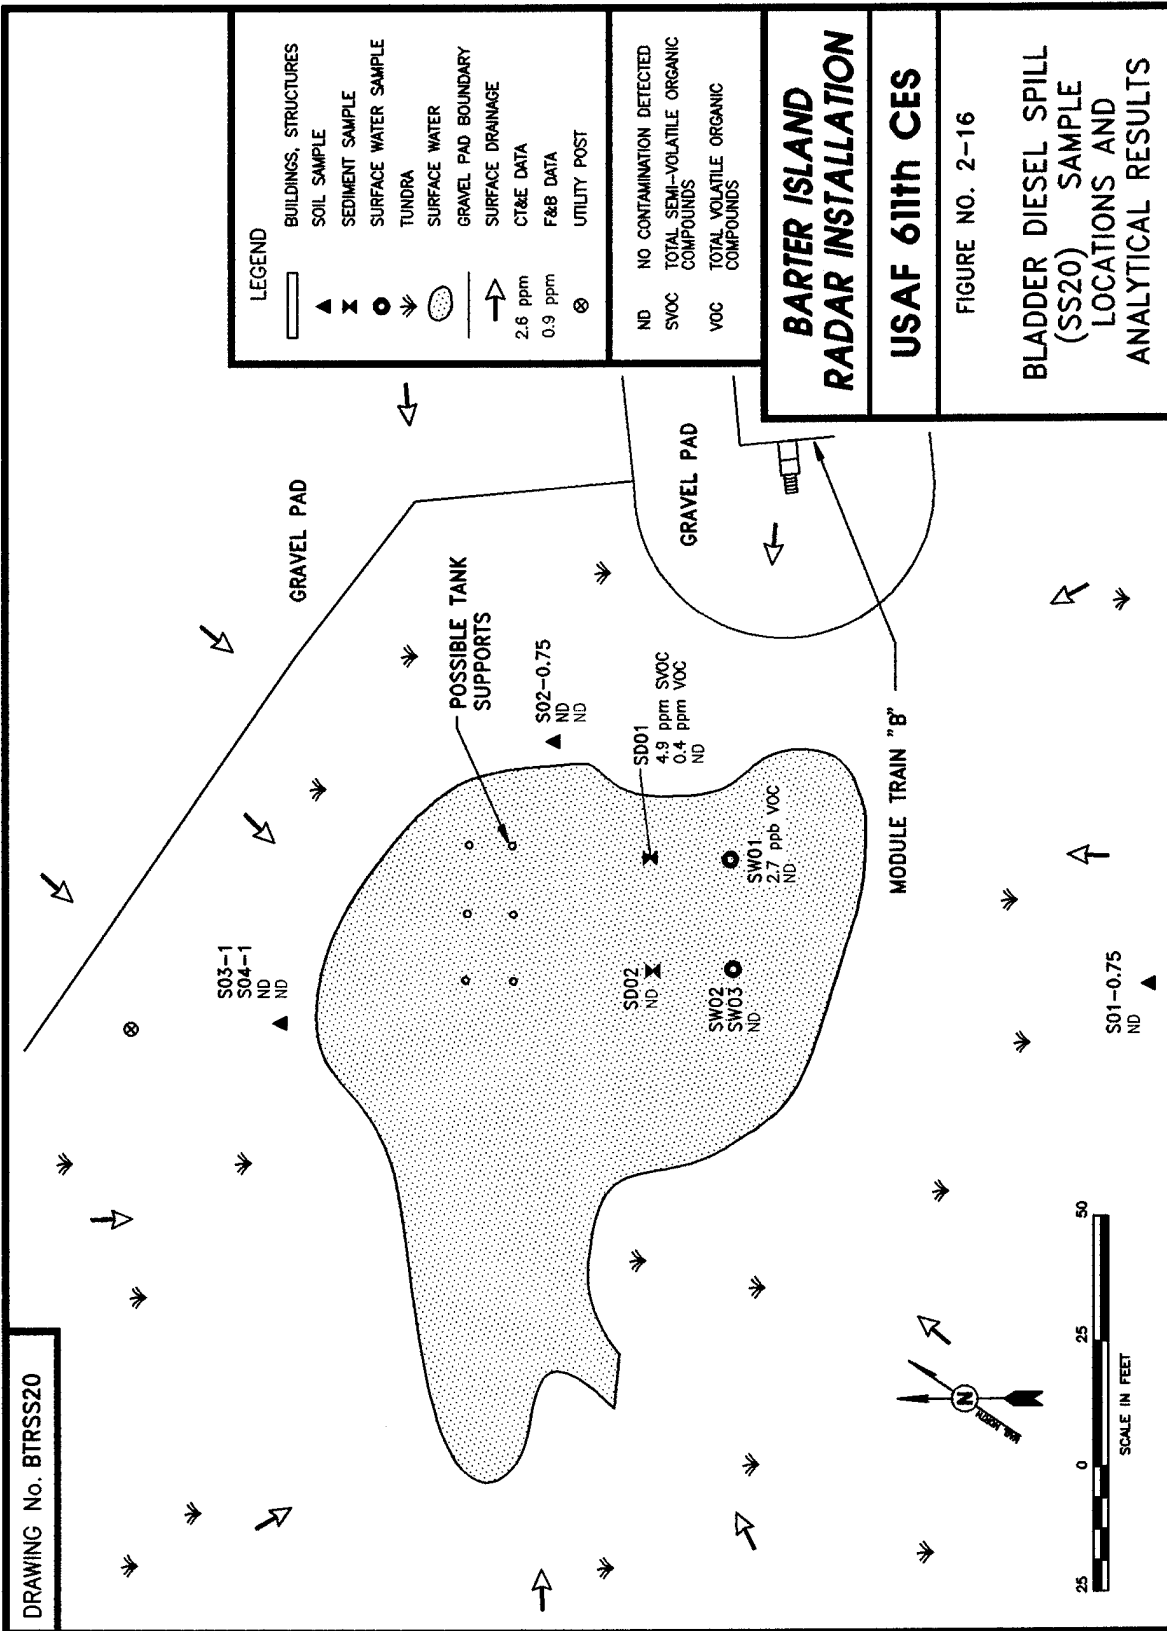 DRAWING No. BTRSS20
LEGEND
BUILDINGS, STRUCTURES
SOIL SAMPLE
SEDIMENT SAMPLE
SURFACE WATER SAMPLE
TUNDRA
SURFACE WATER
GRAVEL PAD BOUNDARY
SURFACE DRAINAGE
2.6 ppm CT&E DATA
0.9 ppm F&B DATA
UTILITY POST
ND NO CONTAMINATION DETECTED
SVOC TOTAL SEMI-VOLATILE ORGANIC
COMPOUNDS
VOC TOTAL VOLATILE ORGANIC
COMPOUNDS
BARTER ISLAND
RADAR INSTALLATION
USAF 611th CES
FIGURE NO. 2-16
BLADDER DIESEL SPILL
(SS20) SAMPLE
LOCATIONS AND
ANALYTICAL RESULTS
GRAVEL PAD
GRAVEL PAD
POSSIBLE TANK
SUPPORTS
S02-0.75
ND
ND
S03-1
S04-1
ND
ND
SD01
4.9 ppm SVOC
0.4 ppm VOC
ND
SD02
ND
SW01
2.7 ppb VOC
ND
SW02
SW03
ND
MODULE TRAIN "B"
S01-0.75
ND
N
MAG. NORTH
25 0 25 50
SCALE IN FEET